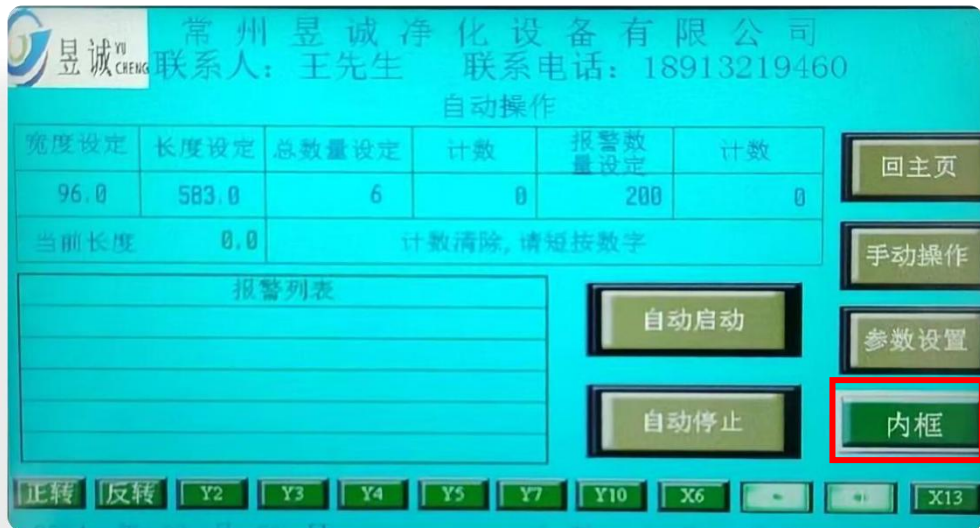 常州昱诚净化设备有限公司
昱诚 YU CHENG 联系人：王先生 联系电话：18913219460
自动操作
宽度设定 长度设定 总数量设定 计数 报警数量设定 计数
96.0 583.0 6 0 200 0
当前长度 0.0 计数清除,请短按数字
报警列表
回主页
手动操作
自动启动
参数设置
自动停止
内框
正转 反转 Y2 Y3 Y4 Y5 Y7 Y10 X6 X13